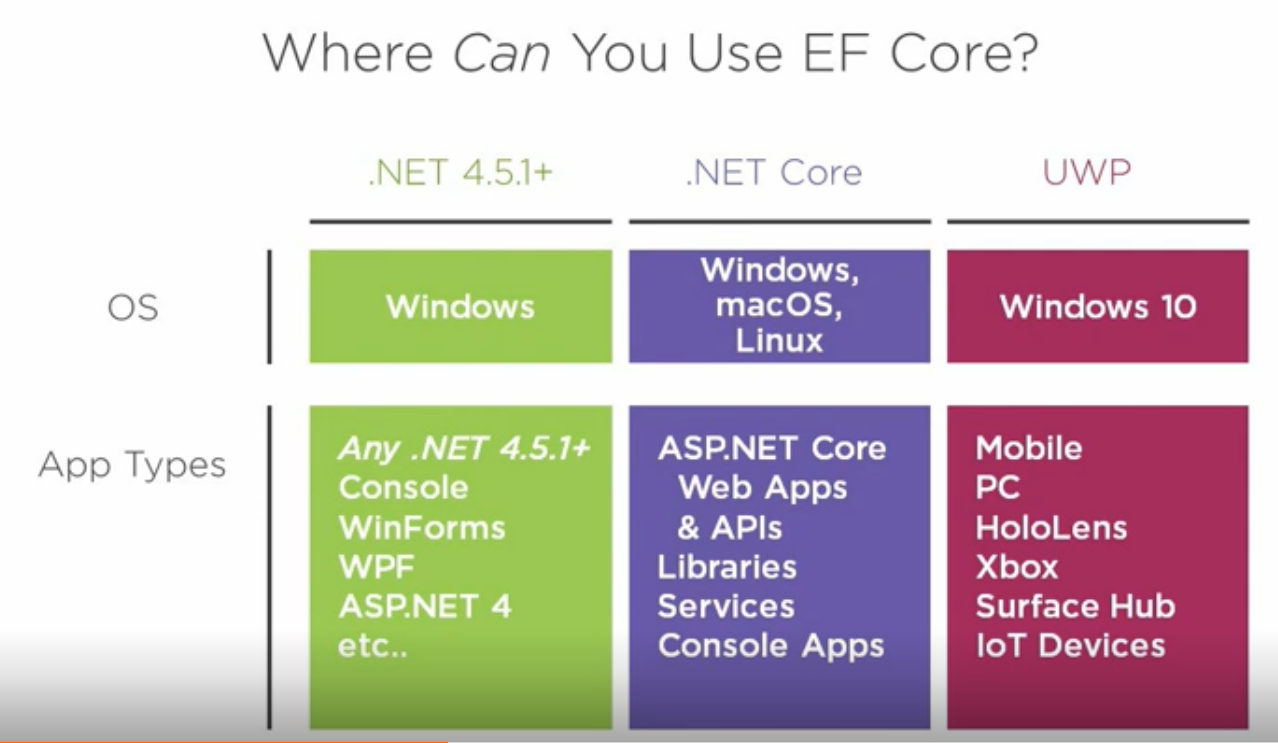 Where Can You Use EF Core?
.NET 4.5.1+
.NET Core
UWP
OS
Windows
Windows,
macOS,
Linux
Windows 10
App Types
Any .NET 4.5.1+
Console
WinForms
WPF
ASP.NET 4
etc..
ASP.NET Core
Web Apps
& APIs
Libraries
Services
Console Apps
Mobile
PC
HoloLens
Xbox
Surface Hub
IoT Devices